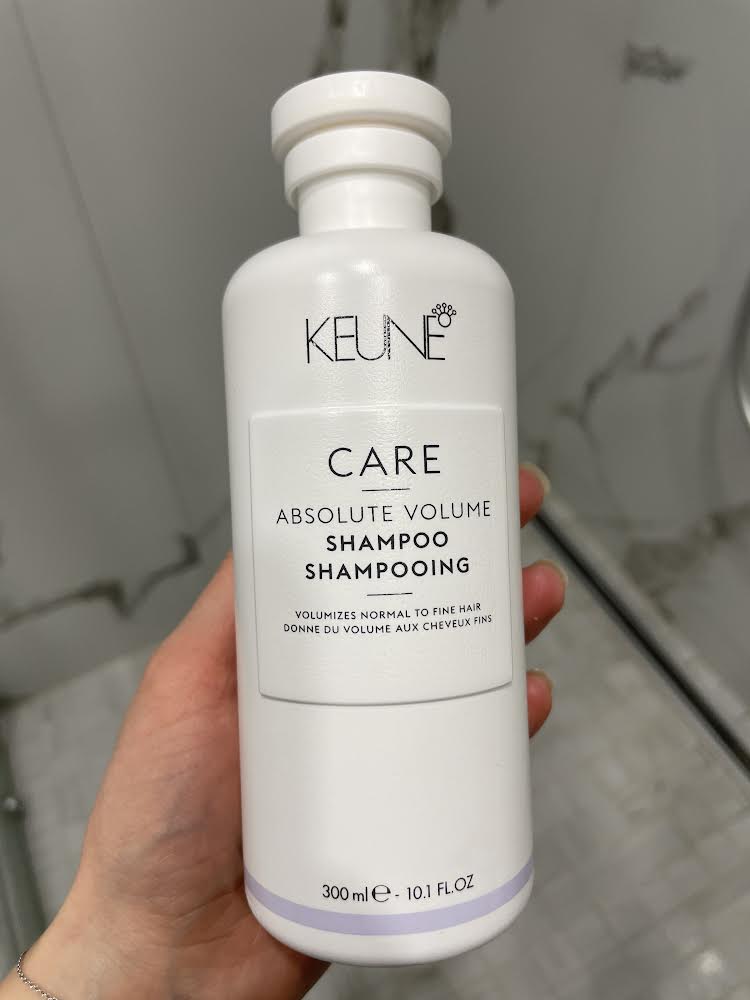 KEUNE
CARE
ABSOLUTE VOLUME
SHAMPOO
SHAMPOOING
VOLUMIZES NORMAL TO FINE HAIR
DONNE DU VOLUME AUX CHEVEUX FINS
300 ml ℮ - 10.1 FL.OZ